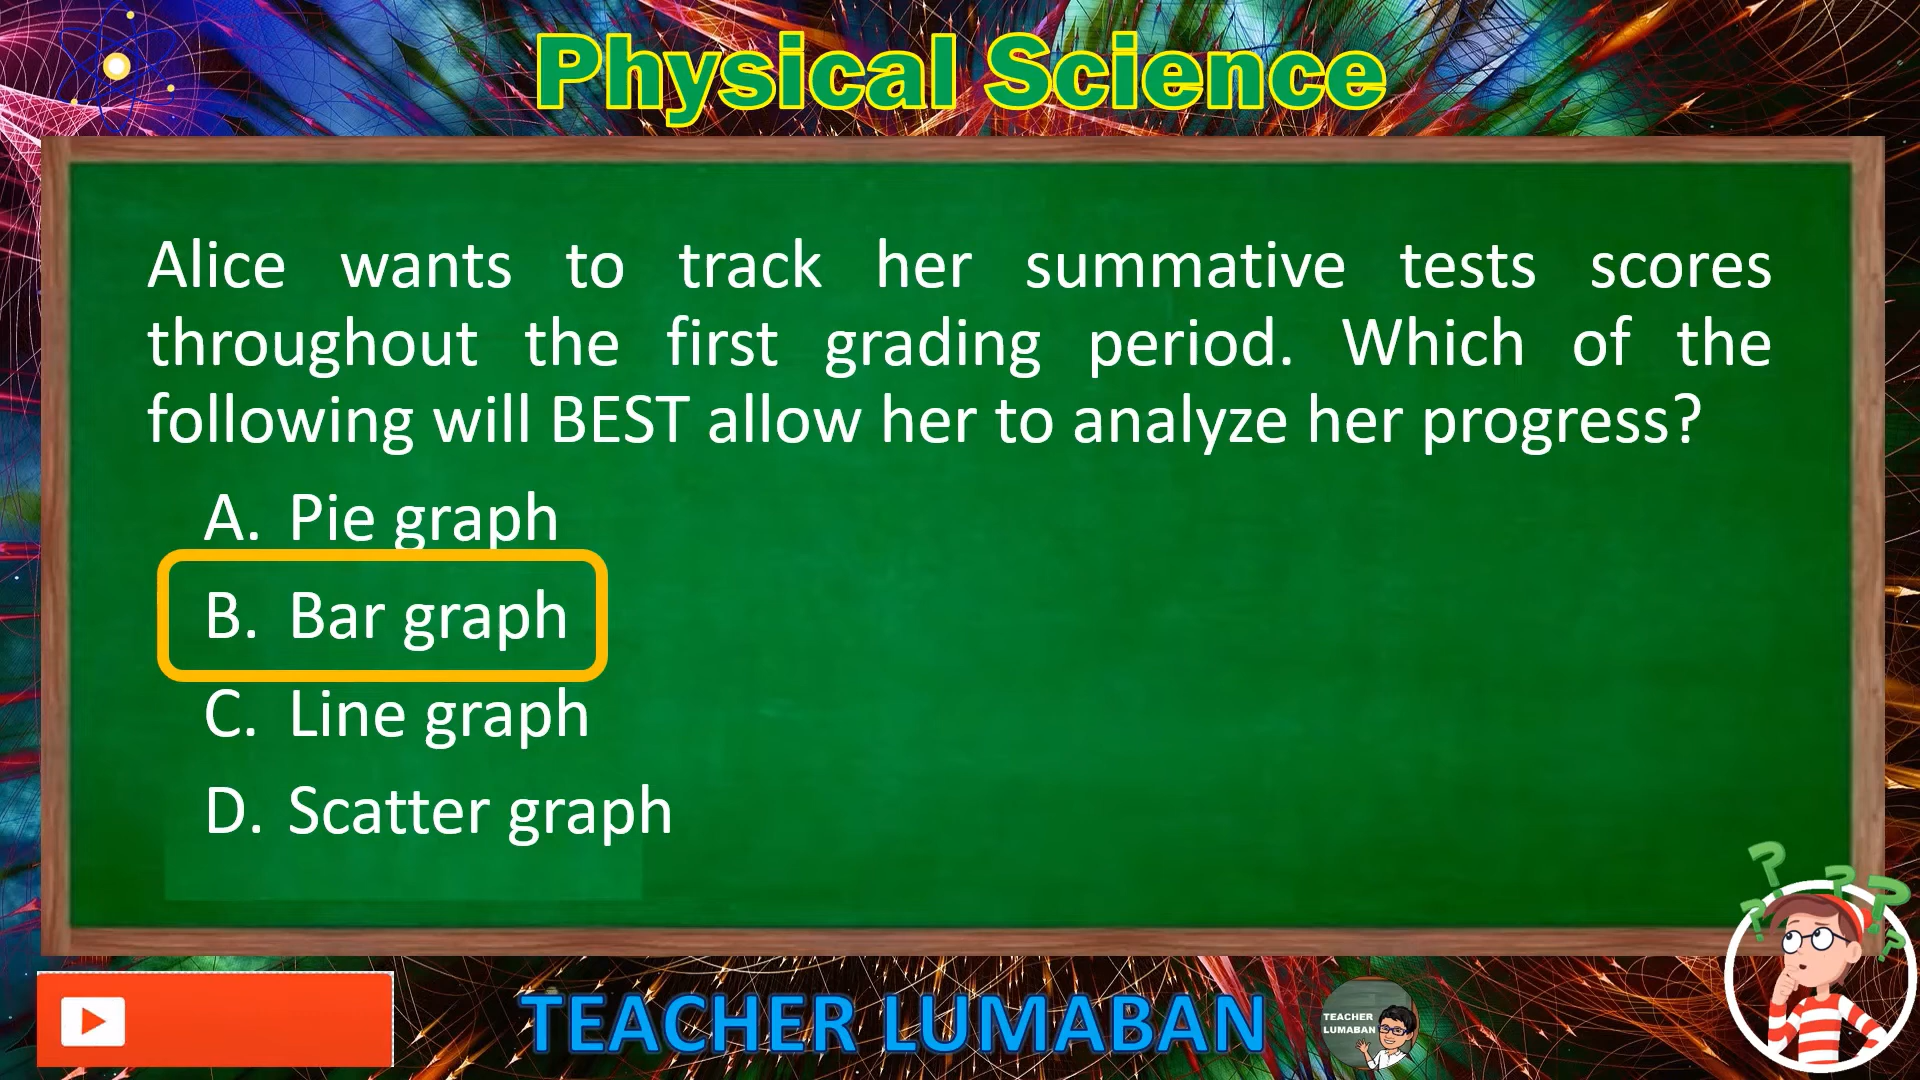 Physical Science
Alice wants to track her summative tests scores
throughout the first grading period. Which of the
following will BEST allow her to analyze her progress?
A. Pie graph
B. Bar graph
C. Line graph
D. Scatter graph
TEACHER LUMABAN
TEACHER
LUMABAN